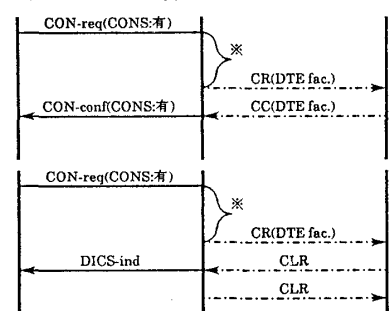 CON-req(CONS:有)
※
CR(DTE fac.)
CON-conf(CONS:有)
CC(DTE fac.)
CON-req(CONS:有)
※
CR(DTE fac.)
DICS-ind
CLR
CLR